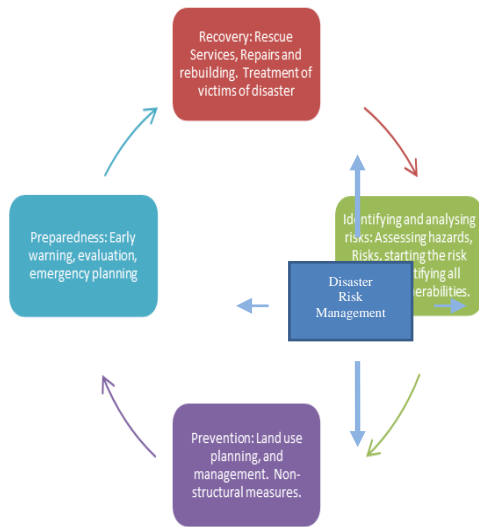 Recovery: Rescue
Services, Repairs and
rebuilding. Treatment of
victims of disaster
Preparedness: Early
warning, evaluation,
emergency planning
Identifying and analysing
risks: Assessing hazards,
Risks, starting the risk
Disaster
Risk
Management
Prevention: Land use
planning, and
management. Non-
structural measures.